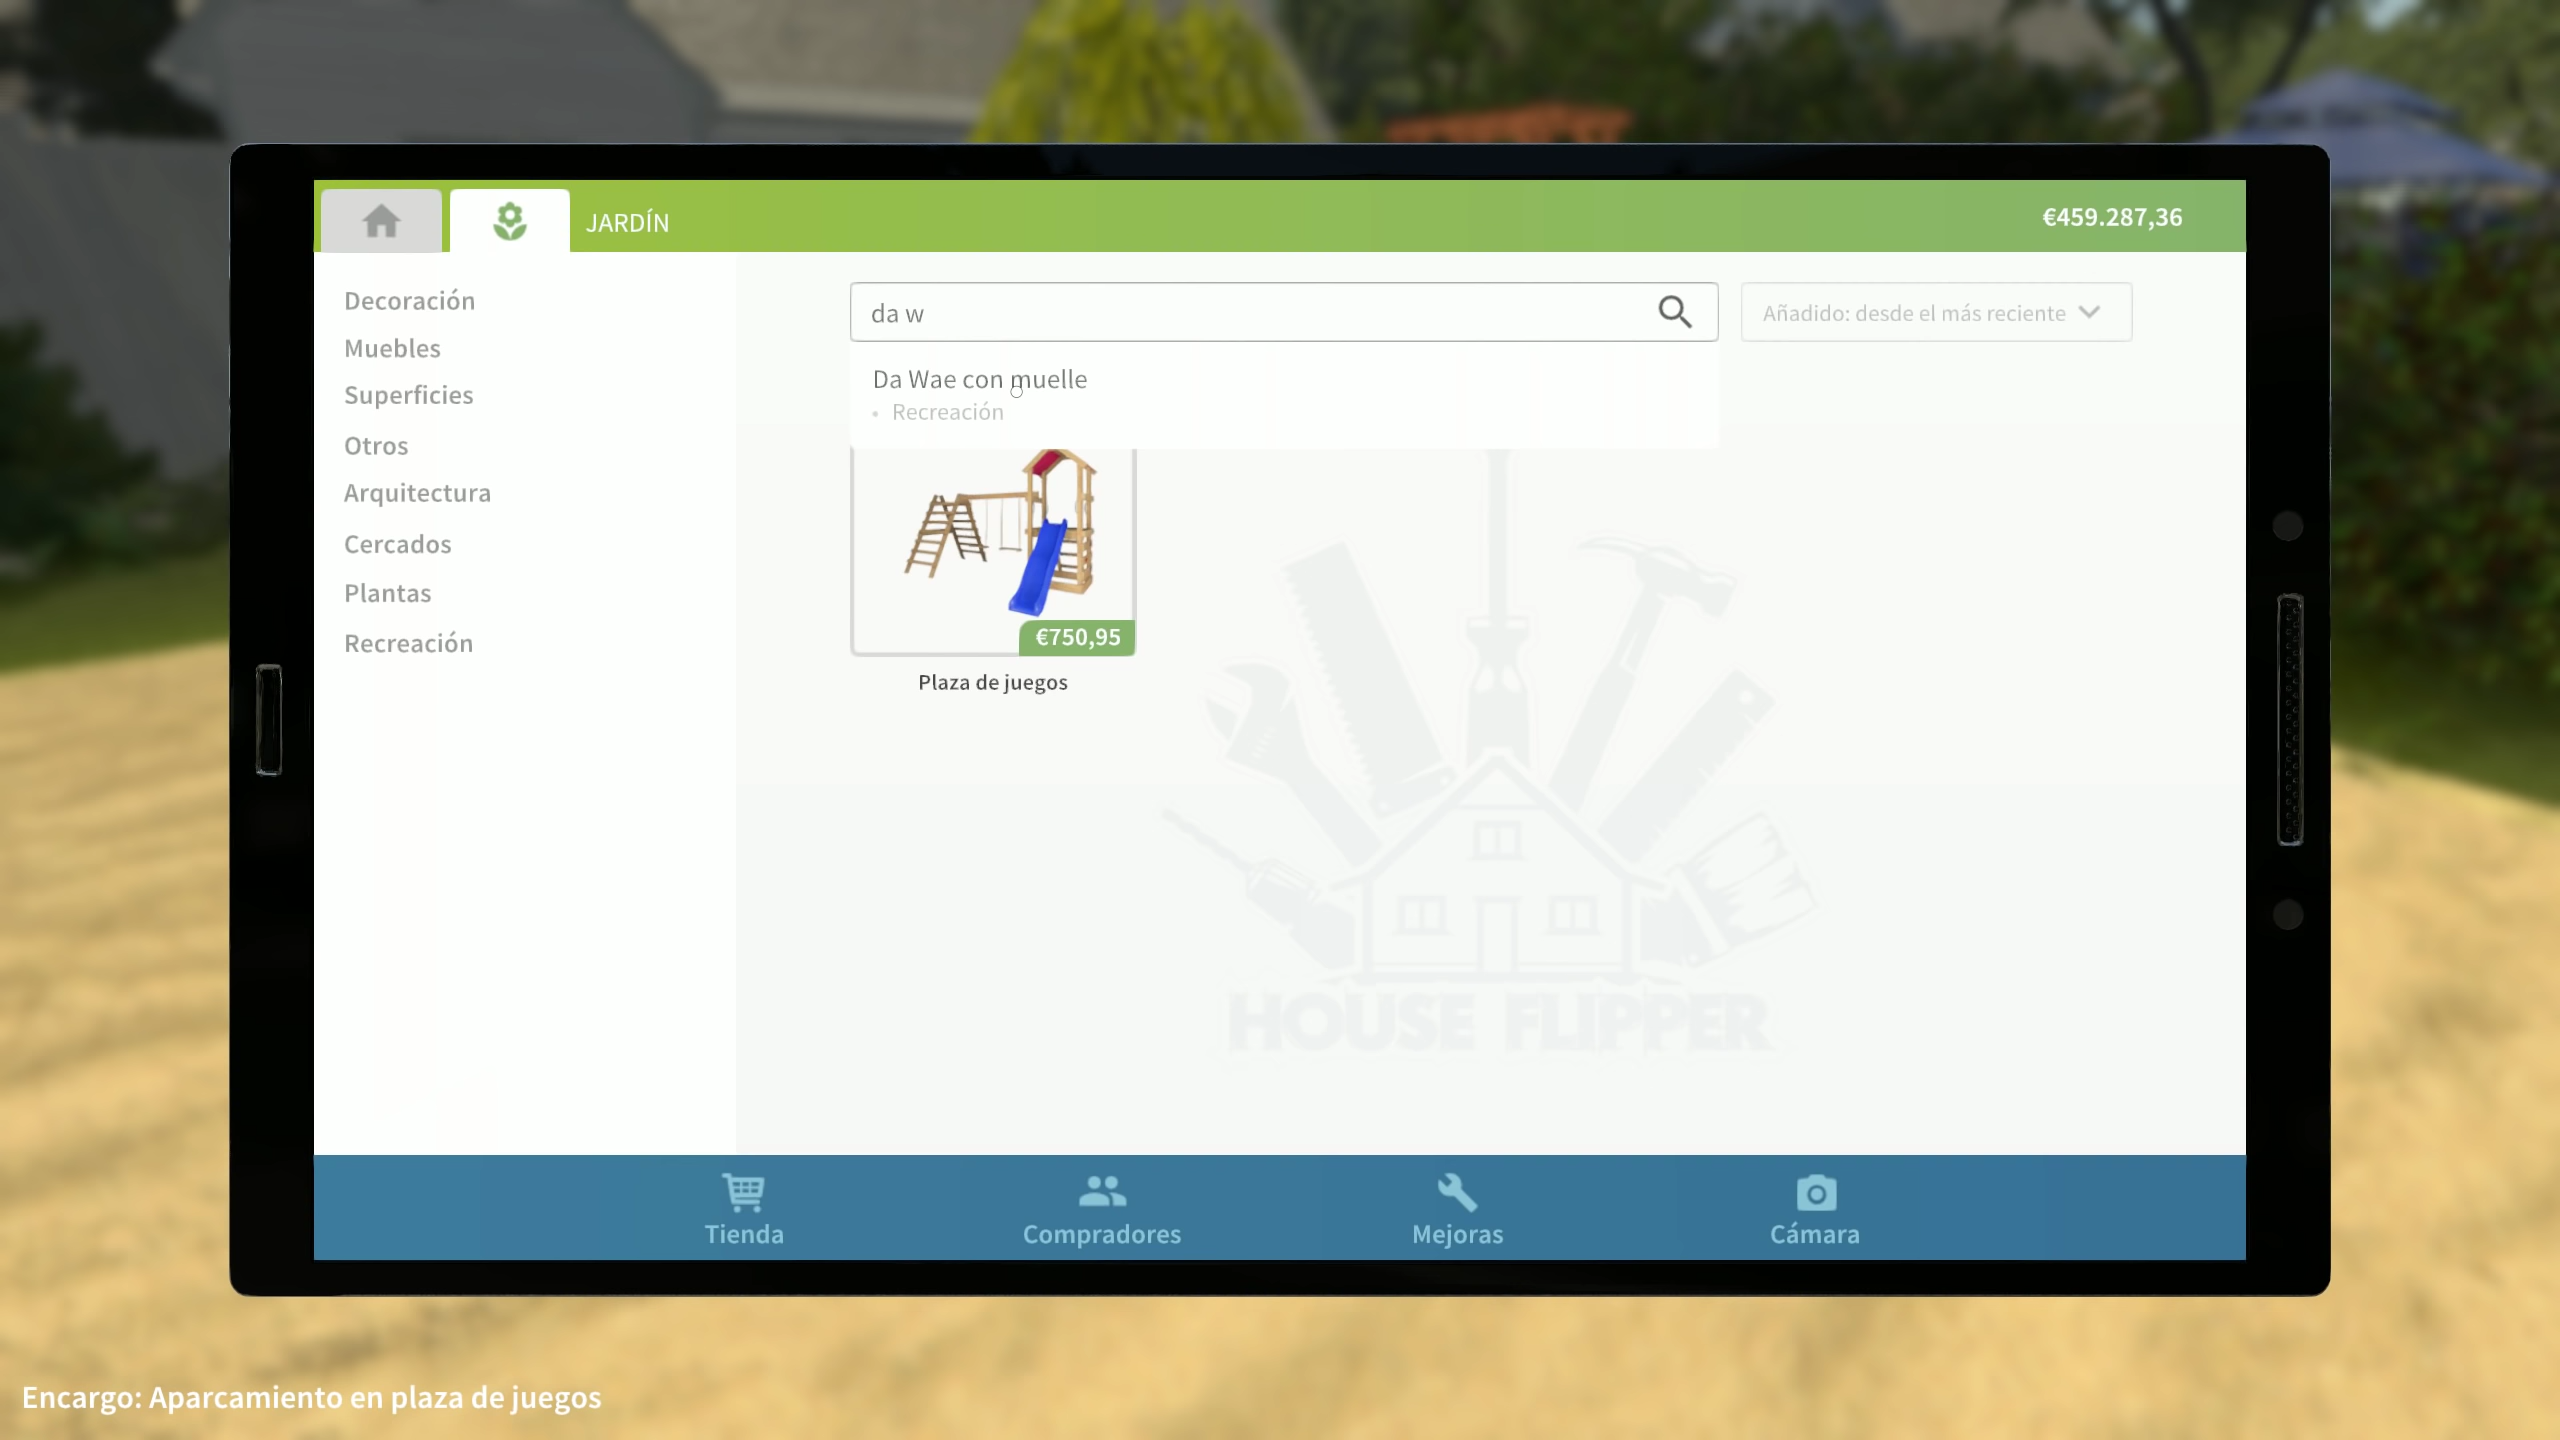 JARDÍN
€459.287,36
Decoración
Muebles
Superficies
Otros
Arquitectura
Cercados
Plantas
Recreación
da w
Añadido: desde el más reciente
Da Wae con muelle
• Recreación
€750,95
Plaza de juegos
HOUSE FLIPPER
Tienda
Compradores
Mejoras
Cámara
Encargo: Aparcamiento en plaza de juegos